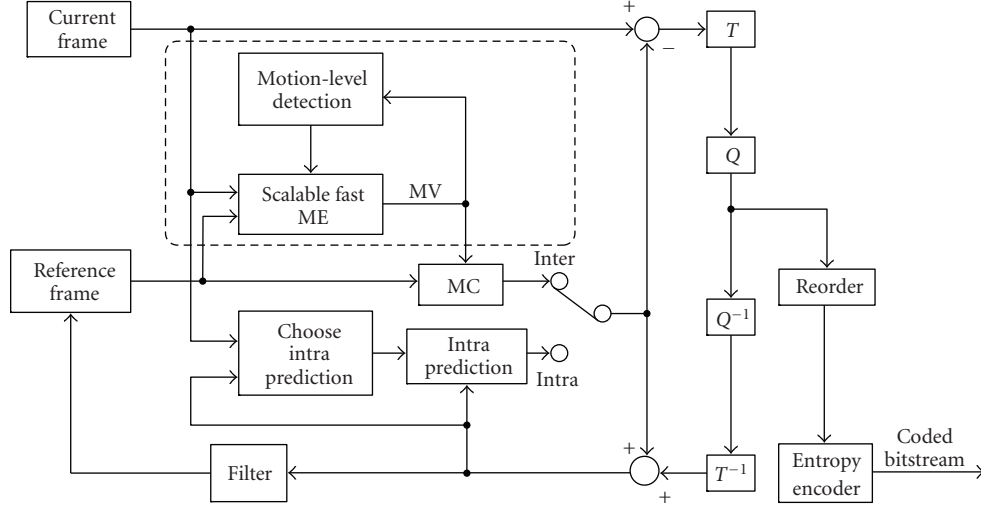 Current
frame
+
−
T
Motion-level
detection
Q
Scalable fast
ME
MV
Reference
frame
MC
Inter
Reorder
Q−1
Choose
intra
prediction
Intra
prediction
Intra
Filter
+
+
T−1
Entropy
encoder
Coded
bitstream